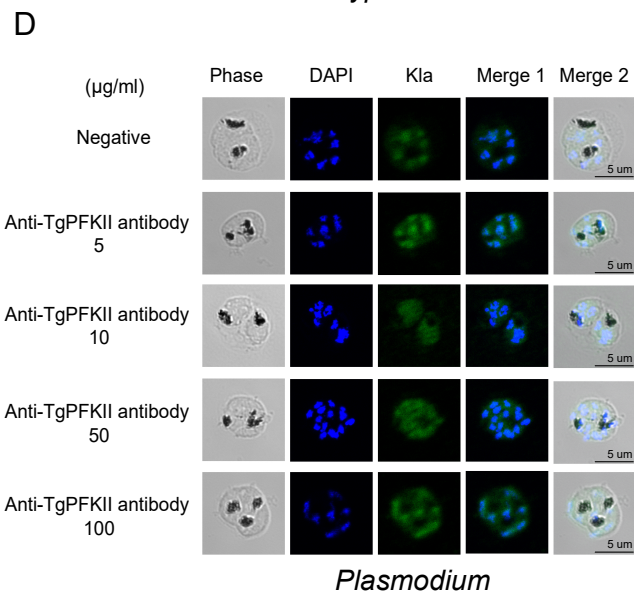 D
(μg/ml)
Phase DAPI Kla Merge 1 Merge 2
Negative
5 um
Anti-TgPFKII antibody
5
5 um
Anti-TgPFKII antibody
10
5 um
Anti-TgPFKII antibody
50
5 um
Anti-TgPFKII antibody
100
5 um
Plasmodium